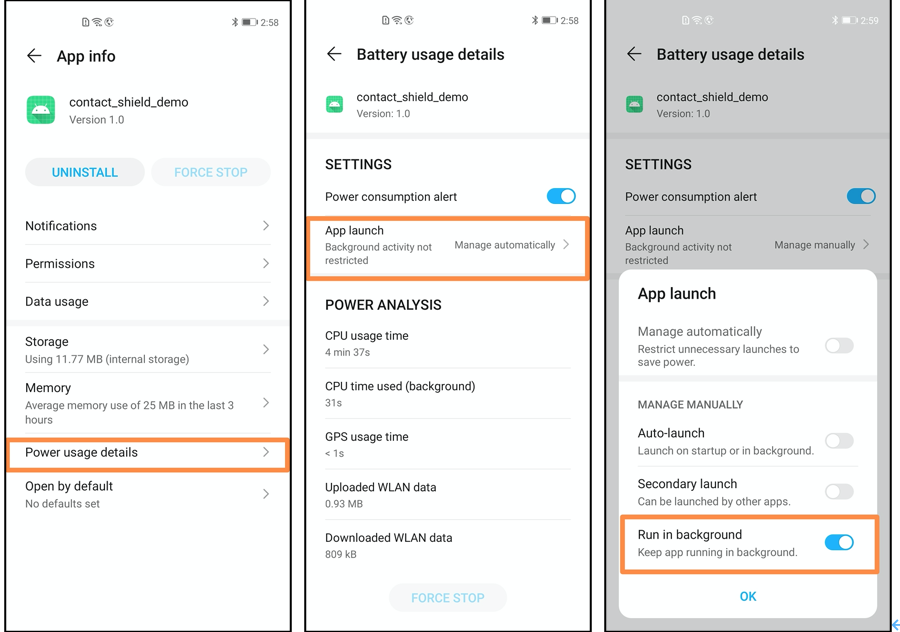 2:58
App info
contact_shield_demo
Version 1.0
UNINSTALL
FORCE STOP
Notifications
Permissions
Data usage
Storage
Using 11.77 MB (internal storage)
Memory
Average memory use of 25 MB in the last 3
hours
Power usage details
Open by default
No defaults set
2:58
Battery usage details
contact_shield_demo
Version: 1.0
SETTINGS
Power consumption alert
App launch
Background activity not
restricted
Manage automatically
POWER ANALYSIS
CPU usage time
4 min 37s
CPU time used (background)
31s
GPS usage time
< 1s
Uploaded WLAN data
0.93 MB
Downloaded WLAN data
809 kB
FORCE STOP
2:59
Battery usage details
contact_shield_demo
Version: 1.0
SETTINGS
Power consumption alert
App launch
Background activity not
restricted
Manage manually
App launch
Manage automatically
Restrict unnecessary launches to
save power.
MANAGE MANUALLY
Auto-launch
Launch on startup or in background.
Secondary launch
Can be launched by other apps.
Run in background
Keep app running in background.
OK